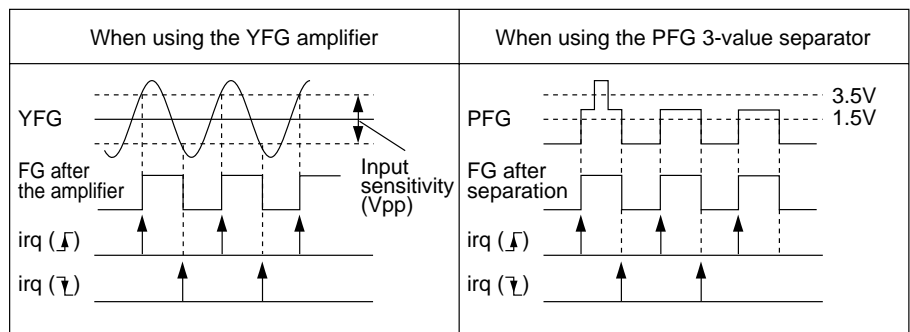 When using the YFG amplifier
YFG
FG after
the amplifier
Input
sensitivity
(Vpp)
irq ( )
irq ( )
When using the PFG 3-value separator
3.5V
1.5V
PFG
FG after
separation
irq ( )
irq ( )